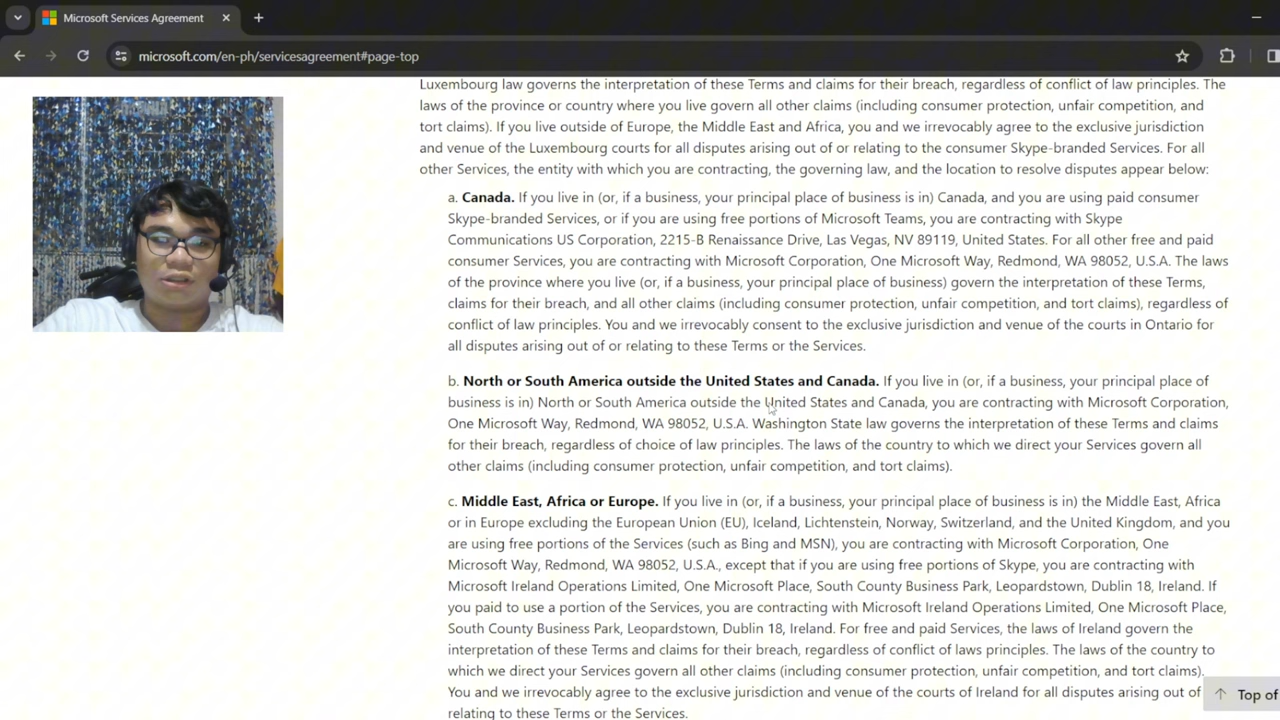 Microsoft Services Agreement
microsoft.com/en-ph/servicesagreement#page-top
Luxembourg law governs the interpretation of these Terms and claims for their breach, regardless of conflict of law principles. The
laws of the province or country where you live govern all other claims (including consumer protection, unfair competition, and
tort claims). If you live outside of Europe, the Middle East and Africa, you and we irrevocably agree to the exclusive jurisdiction
and venue of the Luxembourg courts for all disputes arising out of or relating to the consumer Skype-branded Services. For all
other Services, the entity with which you are contracting, the governing law, and the location to resolve disputes appear below:
a. Canada. If you live in (or, if a business, your principal place of business is in) Canada, and you are using paid consumer
Skype-branded Services, or if you are using free portions of Microsoft Teams, you are contracting with Skype
Communications US Corporation, 2215-B Renaissance Drive, Las Vegas, NV 89119, United States. For all other free and paid
consumer Services, you are contracting with Microsoft Corporation, One Microsoft Way, Redmond, WA 98052, U.S.A. The laws
of the province where you live (or, if a business, your principal place of business) govern the interpretation of these Terms,
claims for their breach, and all other claims (including consumer protection, unfair competition, and tort claims), regardless of
conflict of law principles. You and we irrevocably consent to the exclusive jurisdiction and venue of the courts in Ontario for
all disputes arising out of or relating to these Terms or the Services.
b. North or South America outside the United States and Canada. If you live in (or, if a business, your principal place of
business is in) North or South America outside the United States and Canada, you are contracting with Microsoft Corporation,
One Microsoft Way, Redmond, WA 98052, U.S.A. Washington State law governs the interpretation of these Terms and claims
for their breach, regardless of choice of law principles. The laws of the country to which we direct your Services govern all
other claims (including consumer protection, unfair competition, and tort claims).
c. Middle East, Africa or Europe. If you live in (or, if a business, your principal place of business is in) the Middle East, Africa
or in Europe excluding the European Union (EU), Iceland, Lichtenstein, Norway, Switzerland, and the United Kingdom, and you
are using free portions of the Services (such as Bing and MSN), you are contracting with Microsoft Corporation, One
Microsoft Way, Redmond, WA 98052, U.S.A., except that if you are using free portions of Skype, you are contracting with
Microsoft Ireland Operations Limited, One Microsoft Place, South County Business Park, Leopardstown, Dublin 18, Ireland. If
you paid to use a portion of the Services, you are contracting with Microsoft Ireland Operations Limited, One Microsoft Place,
South County Business Park, Leopardstown, Dublin 18, Ireland. For free and paid Services, the laws of Ireland govern the
interpretation of these Terms and claims for their breach, regardless of conflict of laws principles. The laws of the country to
which we direct your Services govern all other claims (including consumer protection, unfair competition, and tort claims).
You and we irrevocably agree to the exclusive jurisdiction and venue of the courts of Ireland for all disputes arising out of or
relating to these Terms or the Services.
Top of